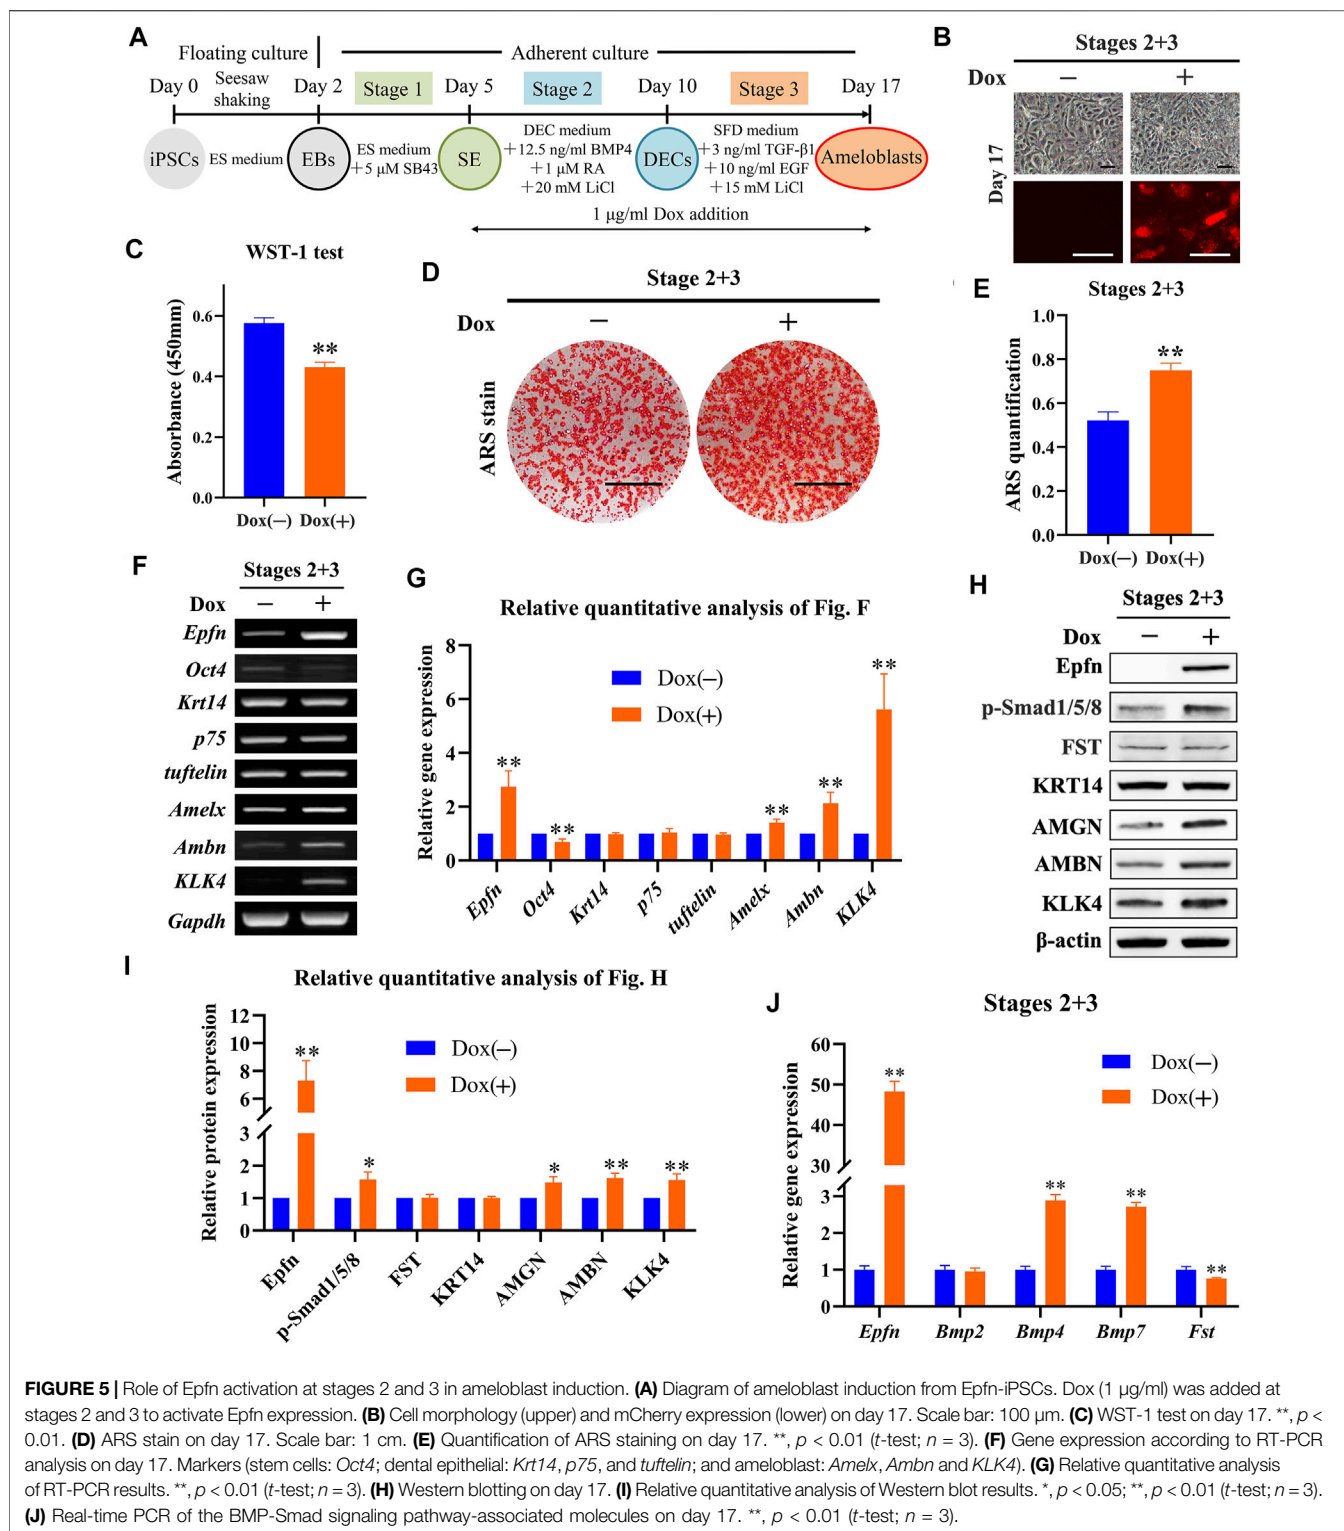 A
Floating culture
Adherent culture
Day 0
Seesaw
shaking
Day 2
Stage 1
Day 5
Stage 2
Day 10
Stage 3
Day 17
iPSCs
ES medium
EBs
ES medium
+5 μM SB43
SE
DEC medium
+12.5 ng/ml BMP4
+1 μM RA
+20 mM LiCl
DECs
SFD medium
+3 ng/ml TGF-β1
+10 ng/ml EGF
+15 mM LiCl
Ameloblasts
1 μg/ml Dox addition
B
Stages 2+3
Dox − +
Day 17
C
WST-1 test
Absorbance (450mm)
0.6
0.4
0.2
0.0
**
Dox(−) Dox(+)
D
Stage 2+3
Dox − +
ARS stain
E
Stages 2+3
ARS quantification
1.0
0.8
0.6
0.4
0.2
0.0
**
Dox(−) Dox(+)
F
Stages 2+3
Dox − +
Epfn
Oct4
Krt14
p75
tuftelin
Amelx
Ambn
KLK4
Gapdh
G
Relative quantitative analysis of Fig. F
Relative gene expression
8
6
4
2
0
Dox(−)
Dox(+)
** ** ** ** **
Epfn Oct4 Krt14 p75 tuftelin Amelx Ambn KLK4
H
Stages 2+3
Dox − +
Epfn
p-Smad1/5/8
FST
KRT14
AMGN
AMBN
KLK4
β-actin
I
Relative quantitative analysis of Fig. H
Relative protein expression
12
10
8
6
3
2
1
0
Dox(−)
Dox(+)
** * * ** **
Epfn p-Smad1/5/8 FST KRT14 AMGN AMBN KLK4
J
Stages 2+3
Relative gene expression
60
50
40
30
3
2
1
0
Dox(−)
Dox(+)
** ** ** **
Epfn Bmp2 Bmp4 Bmp7 Fst
FIGURE 5 | Role of Epfn activation at stages 2 and 3 in ameloblast induction. (A) Diagram of ameloblast induction from Epfn-iPSCs. Dox (1 μg/ml) was added at
stages 2 and 3 to activate Epfn expression. (B) Cell morphology (upper) and mCherry expression (lower) on day 17. Scale bar: 100 μm. (C) WST-1 test on day 17. **, p <
0.01. (D) ARS stain on day 17. Scale bar: 1 cm. (E) Quantification of ARS staining on day 17. **, p < 0.01 (t-test; n = 3). (F) Gene expression according to RT-PCR
analysis on day 17. Markers (stem cells: Oct4; dental epithelial: Krt14, p75, and tuftelin; and ameloblast: Amelx, Ambn and KLK4). (G) Relative quantitative analysis
of RT-PCR results. **, p < 0.01 (t-test; n = 3). (H) Western blotting on day 17. (I) Relative quantitative analysis of Western blot results. *, p < 0.05; **, p < 0.01 (t-test; n = 3).
(J) Real-time PCR of the BMP-Smad signaling pathway-associated molecules on day 17. **, p < 0.01 (t-test; n = 3).